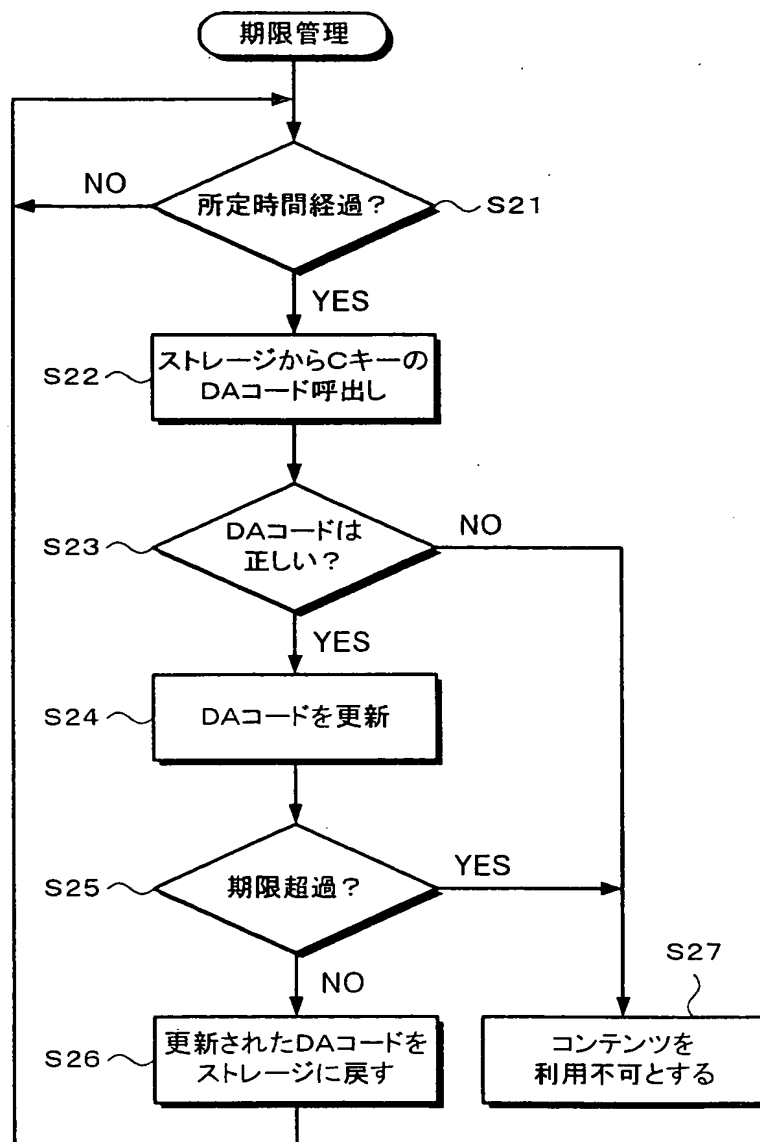 期限管理
NO
所定時間経過？
S21
YES
S22
ストレージからCキーの
DAコード呼出し
S23
DAコードは
正しい？
NO
YES
S24
DAコードを更新
S25
期限超過？
YES
NO
S27
S26
更新されたDAコードを
ストレージに戻す
コンテンツを
利用不可とする